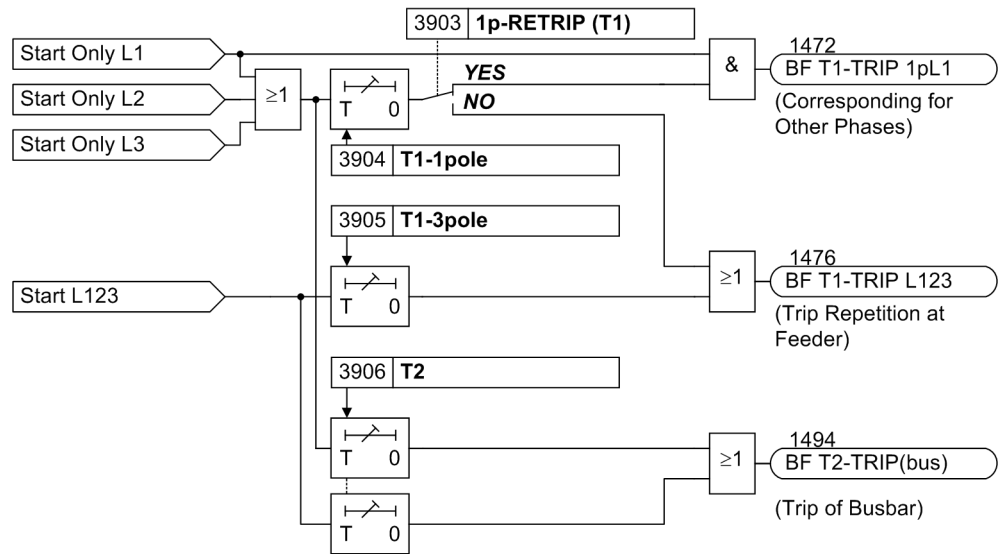 3903 1p-RETRIP (T1)
Start Only L1
Start Only L2
Start Only L3
≥1
T 0
YES
NO
&
1472
BF T1-TRIP 1pL1
(Corresponding for
Other Phases)
3904 T1-1pole
3905 T1-3pole
Start L123
T 0
≥1
1476
BF T1-TRIP L123
(Trip Repetition at
Feeder)
3906 T2
T 0
≥1
1494
BF T2-TRIP(bus)
(Trip of Busbar)
T 0